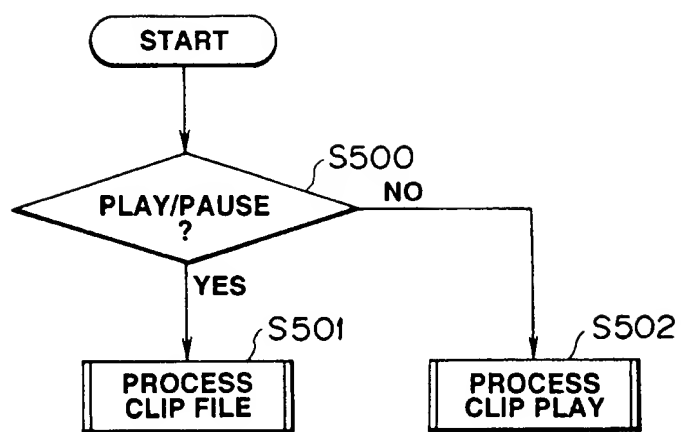 START
S500
PLAY/PAUSE
?
NO
YES
S501
S502
PROCESS
CLIP FILE
PROCESS
CLIP PLAY